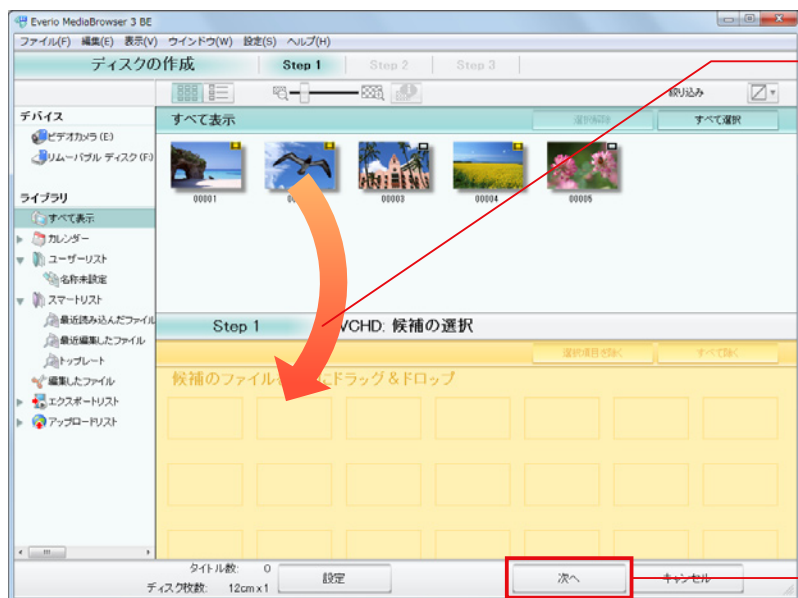 Everio MediaBrowser 3 BE
ファイル(F) 編集(E) 表示(V) ウインドウ(W) 設定(S) ヘルプ(H)
ディスクの作成 Step 1 Step 2 Step 3
絞り込み
デバイス
ビデオカメラ (E)
リムーバブル ディスク (F:)
ライブラリ
すべて表示
カレンダー
ユーザーリスト
名称未設定
スマートリスト
最近読み込んだファイル
最近編集したファイル
トップレート
編集したファイル
エクスポートリスト
アップロードリスト
すべて表示 選択解除 すべて選択
00001 00003 00004 00005
Step 1 VCHD: 候補の選択
選択項目を除く すべて除く
候補のファイル にドラッグ & ドロップ
タイトル数: 0
ディスク枚数: 12cm x 1
設定 次へ キャンセル